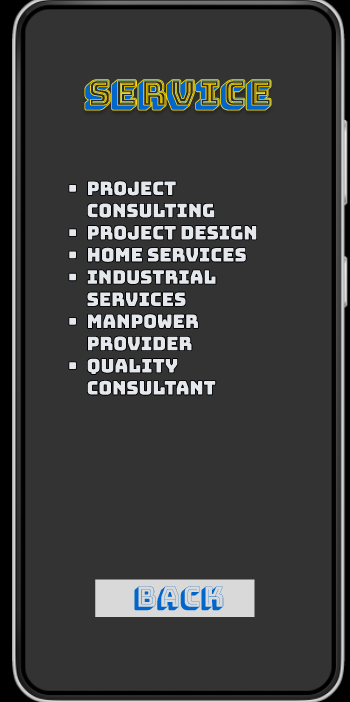 SERVICE
▪ PROJECT
CONSULTING
▪ PROJECT DESIGN
▪ HOME SERVICES
▪ INDUSTRIAL
SERVICES
▪ MANPOWER
PROVIDER
▪ QUALITY
CONSULTANT
BACK